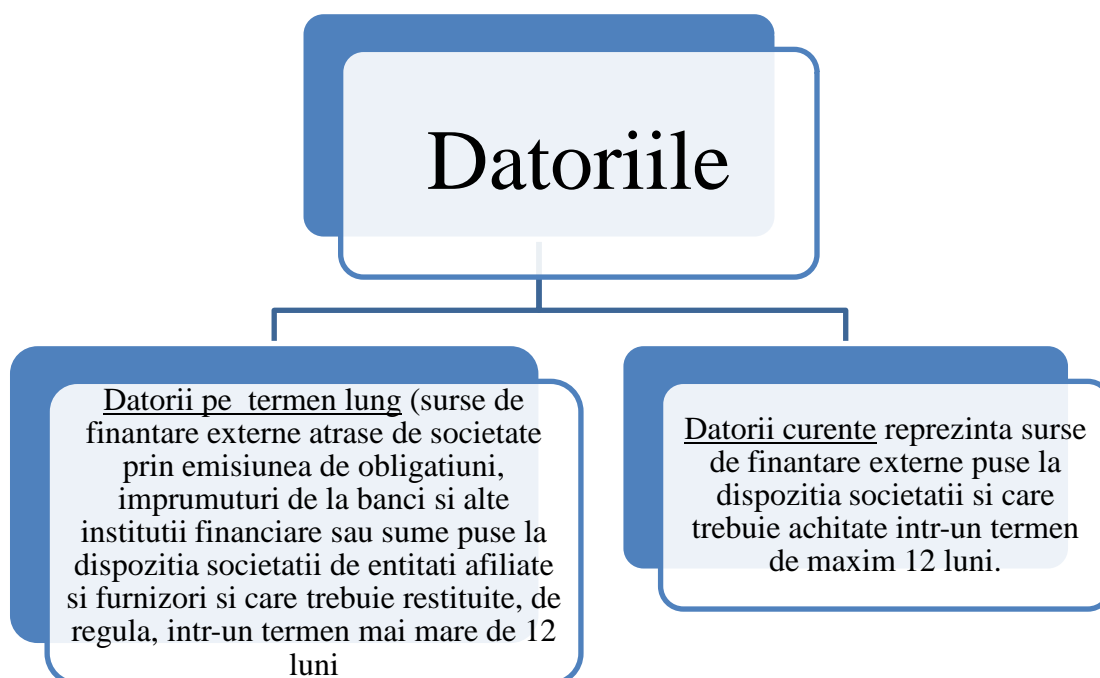 Datoriile
Datorii pe  termen lung (surse de
finantare externe atrase de societate
prin emisiunea de obligatiuni,
imprumuturi de la banci si alte
institutii financiare sau sume puse la
dispozitia societatii de entitati afiliate
si furnizori si care trebuie restituite, de
regula, intr-un termen mai mare de 12
luni
Datorii curente reprezinta surse
de finantare externe puse la
dispozitia societatii si care
trebuie achitate intr-un termen
de maxim 12 luni.